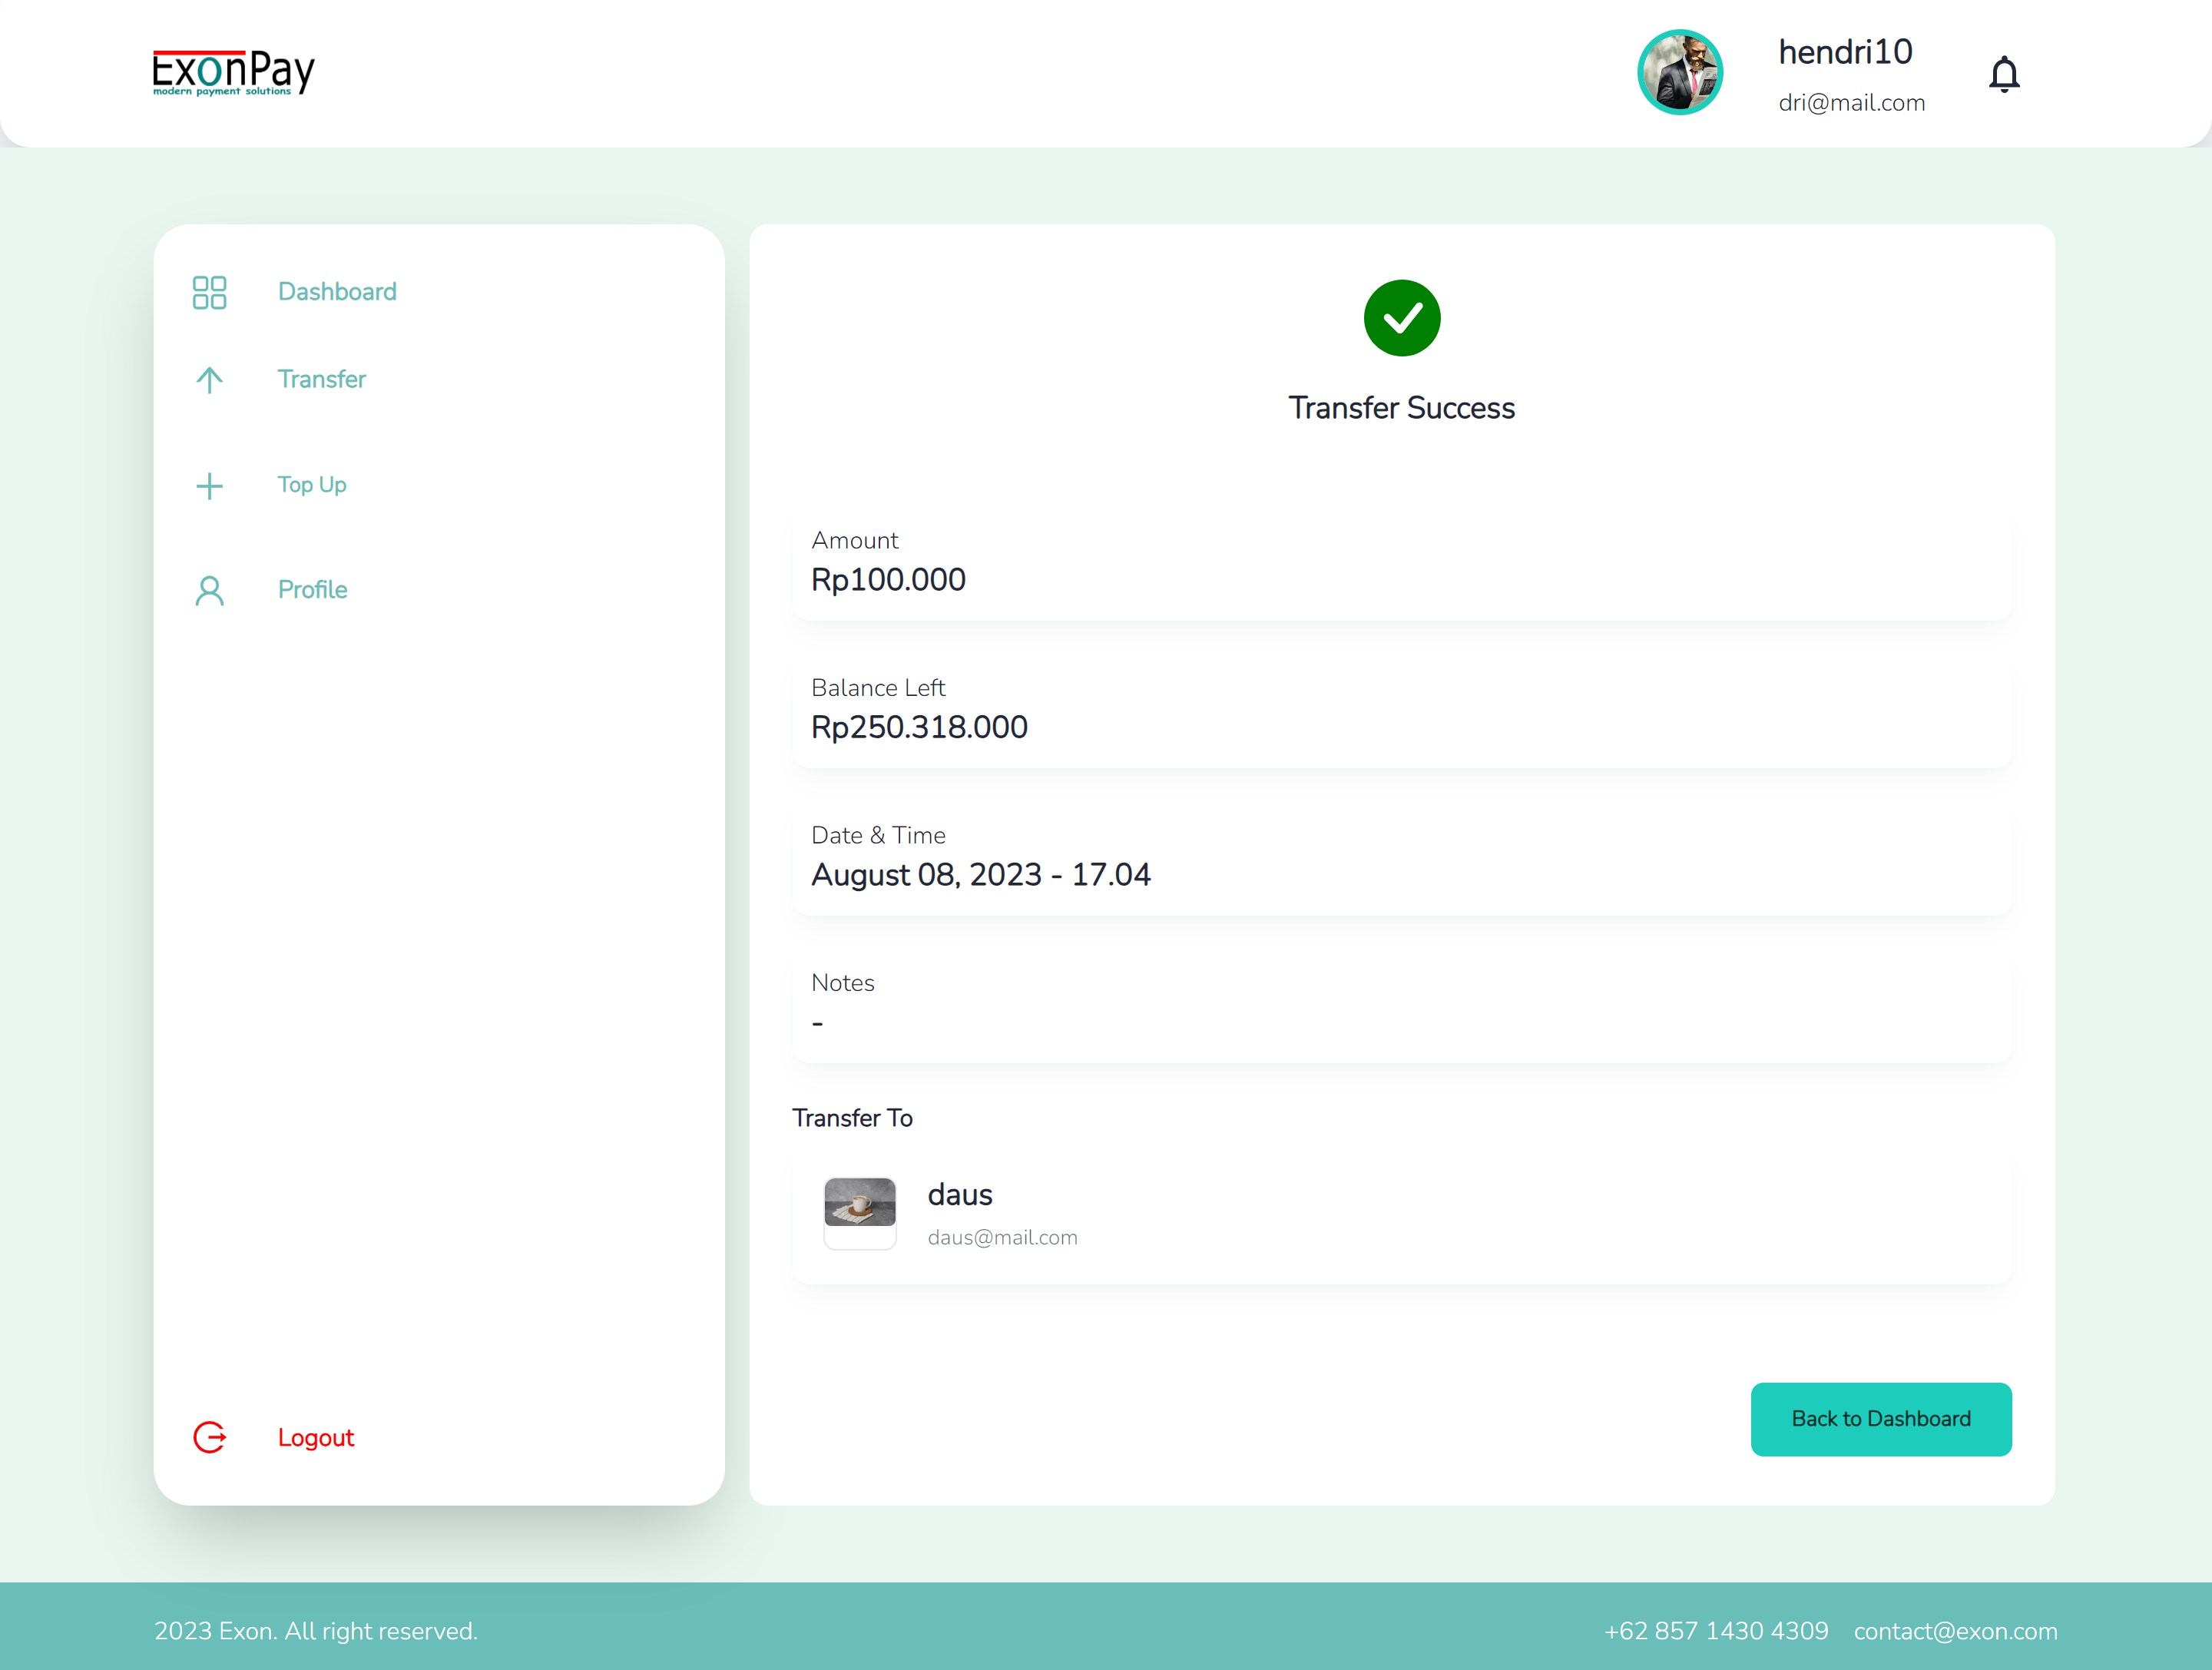 ExonPay
modern payment solutions
hendri10
dri@mail.com
Dashboard
Transfer
Top Up
Profile
Logout
Transfer Success
Amount
Rp100.000
Balance Left
Rp250.318.000
Date & Time
August 08, 2023 - 17.04
Notes
-
Transfer To
daus
daus@mail.com
Back to Dashboard
2023 Exon. All right reserved.
+62 857 1430 4309 contact@exon.com